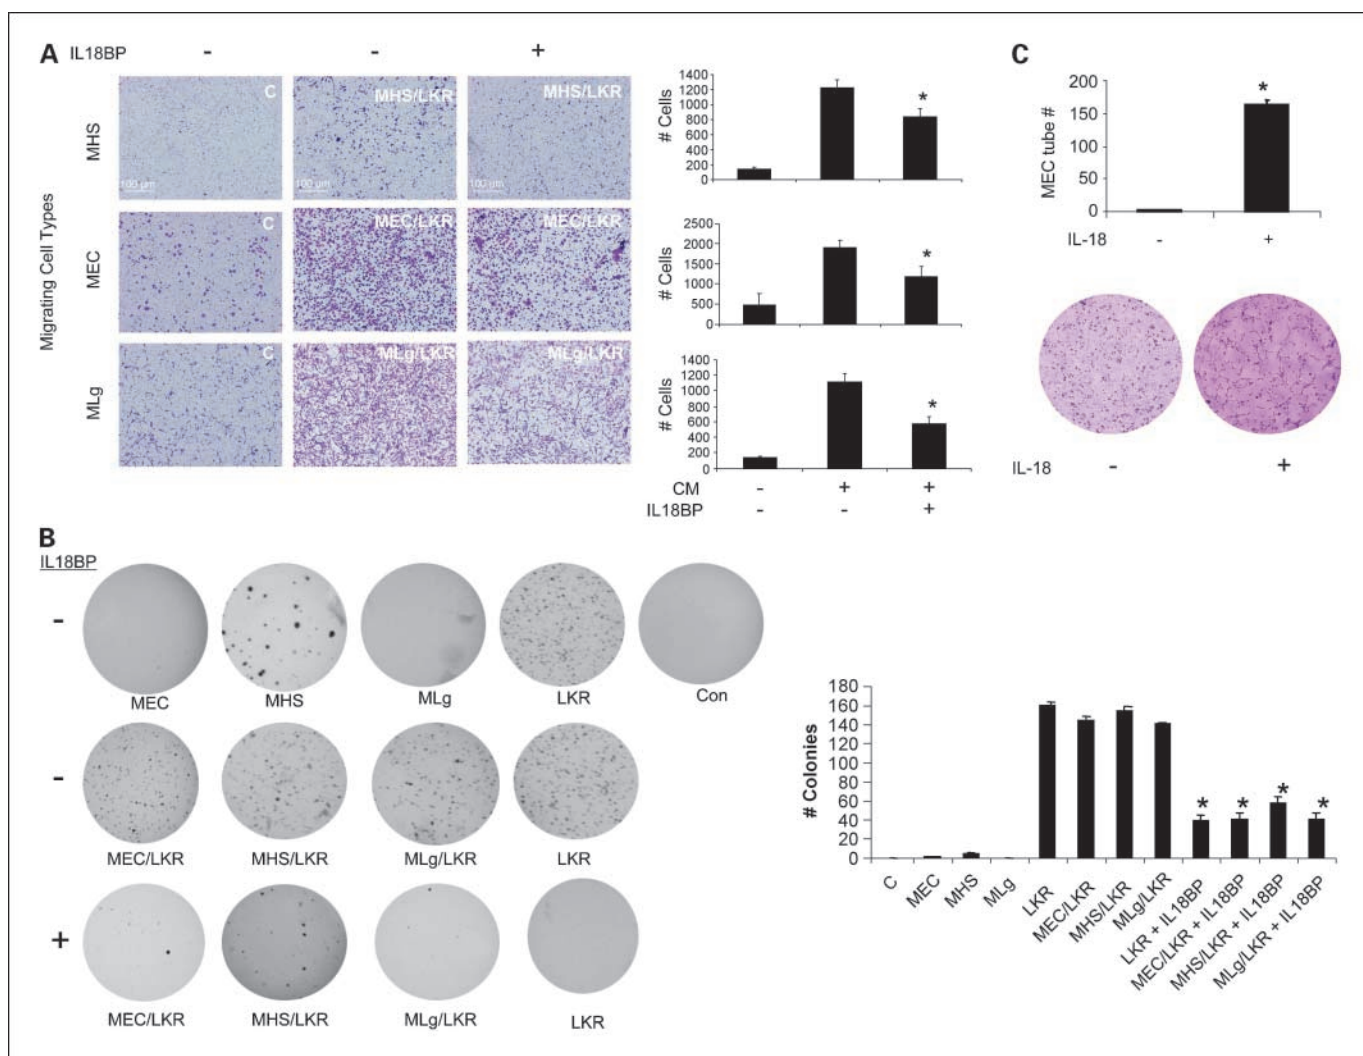 A
IL18BP - - +
C MHS/LKR MHS/LKR
100 µm 100 µm 100 µm
MHS
C MEC/LKR MEC/LKR
MEC
C MLg/LKR MLg/LKR
MLg
Migrating Cell Types
# Cells
1400
1200
1000
800
600
400
200
0
*
# Cells
2500
2000
1500
1000
500
0
*
# Cells
1400
1200
1000
800
600
400
200
0
*
CM - + +
IL18BP - - +
C
MEC tube #
200
150
100
50
0
*
IL-18 - +
IL-18 - +
B
IL18BP
-
MEC MHS MLg LKR Con
-
MEC/LKR MHS/LKR MLg/LKR LKR
+
MEC/LKR MHS/LKR MLg/LKR LKR
# Colonies
180
160
140
120
100
80
60
40
20
0
* * * *
C
MEC
MHS
MLg
LKR
MEC/LKR
MHS/LKR
MLg/LKR
LKR + IL18BP
MEC/LKR + IL18BP
MHS/LKR + IL18BP
MLg/LKR + IL18BP